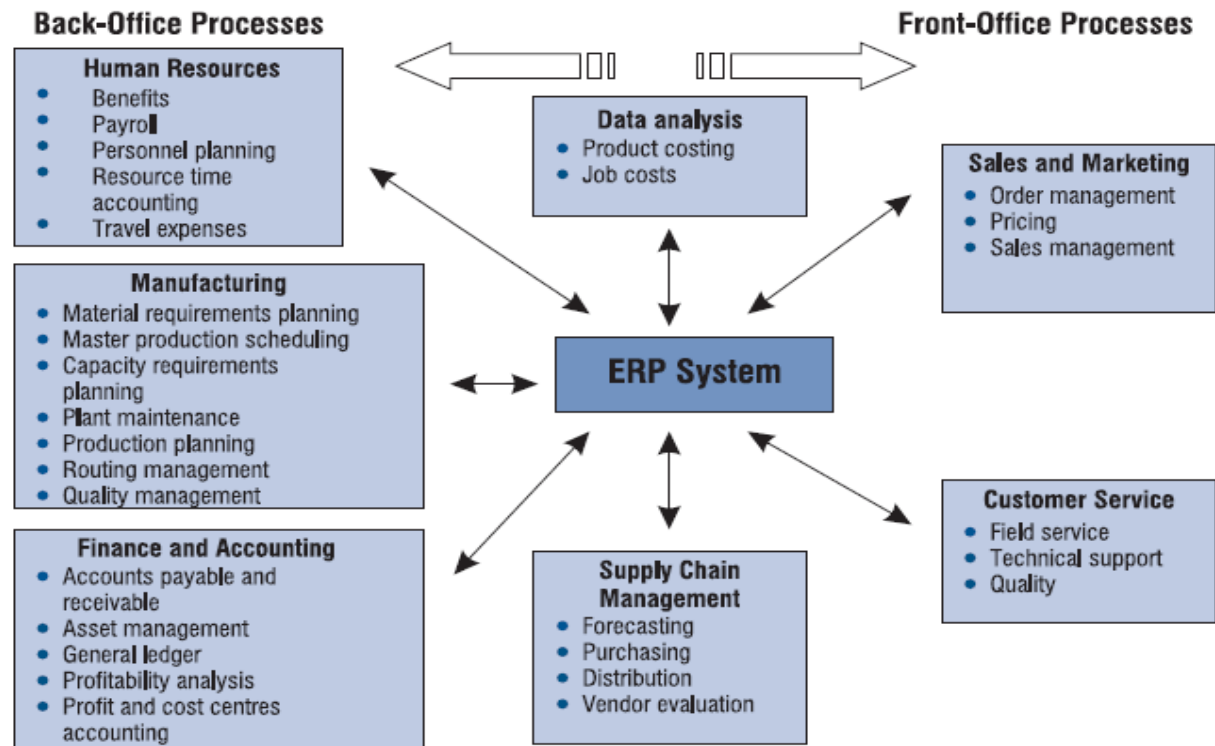 Back-Office Processes
Front-Office Processes
Human Resources
• Benefits
• Payroll
• Personnel planning
• Resource time
accounting
• Travel expenses
Data analysis
• Product costing
• Job costs
Sales and Marketing
• Order management
• Pricing
• Sales management
Manufacturing
• Material requirements planning
• Master production scheduling
• Capacity requirements
planning
• Plant maintenance
• Production planning
• Routing management
• Quality management
ERP System
Finance and Accounting
• Accounts payable and
receivable
• Asset management
• General ledger
• Profitability analysis
• Profit and cost centres
accounting
Supply Chain
Management
• Forecasting
• Purchasing
• Distribution
• Vendor evaluation
Customer Service
• Field service
• Technical support
• Quality